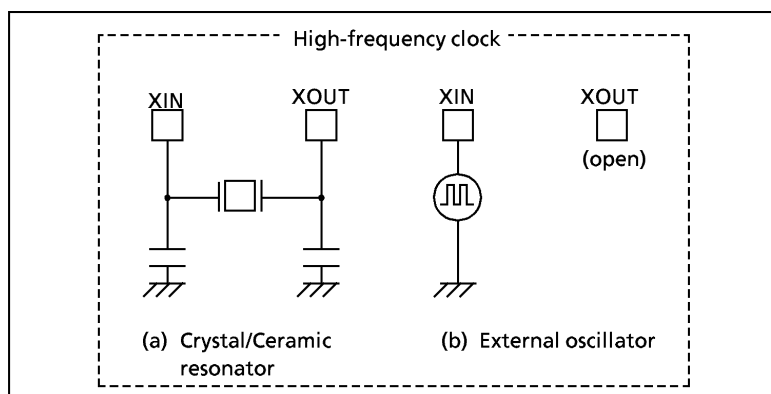 High-frequency clock
XIN
XOUT
XIN
XOUT
(open)
(a) Crystal/Ceramic
resonator
(b) External oscillator